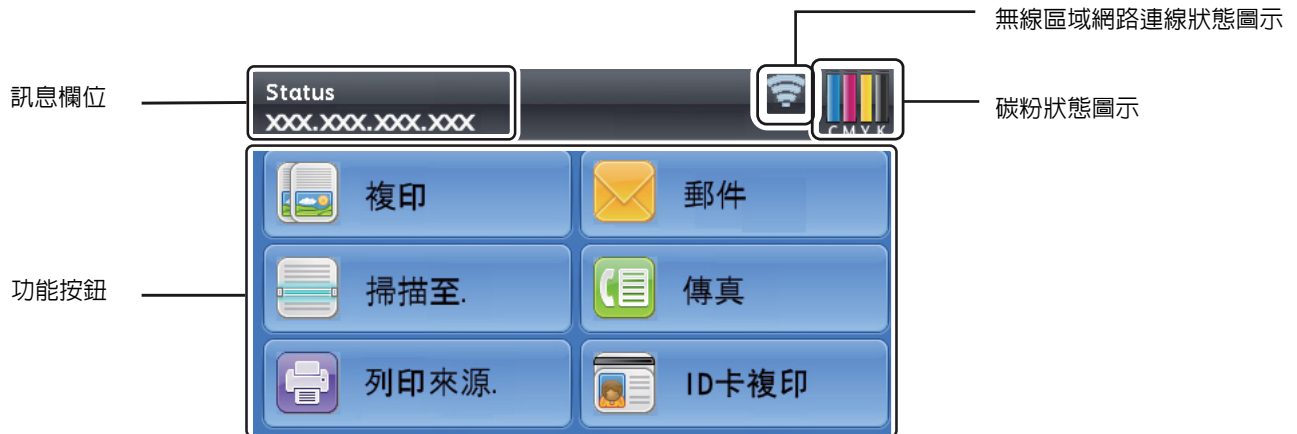 無線區域網路連線狀態圖示
訊息欄位
Status
XXX.XXX.XXX.XXX
C M Y K
碳粉狀態圖示
複印
郵件
功能按鈕
掃描至.
傳真
列印來源.
ID卡複印